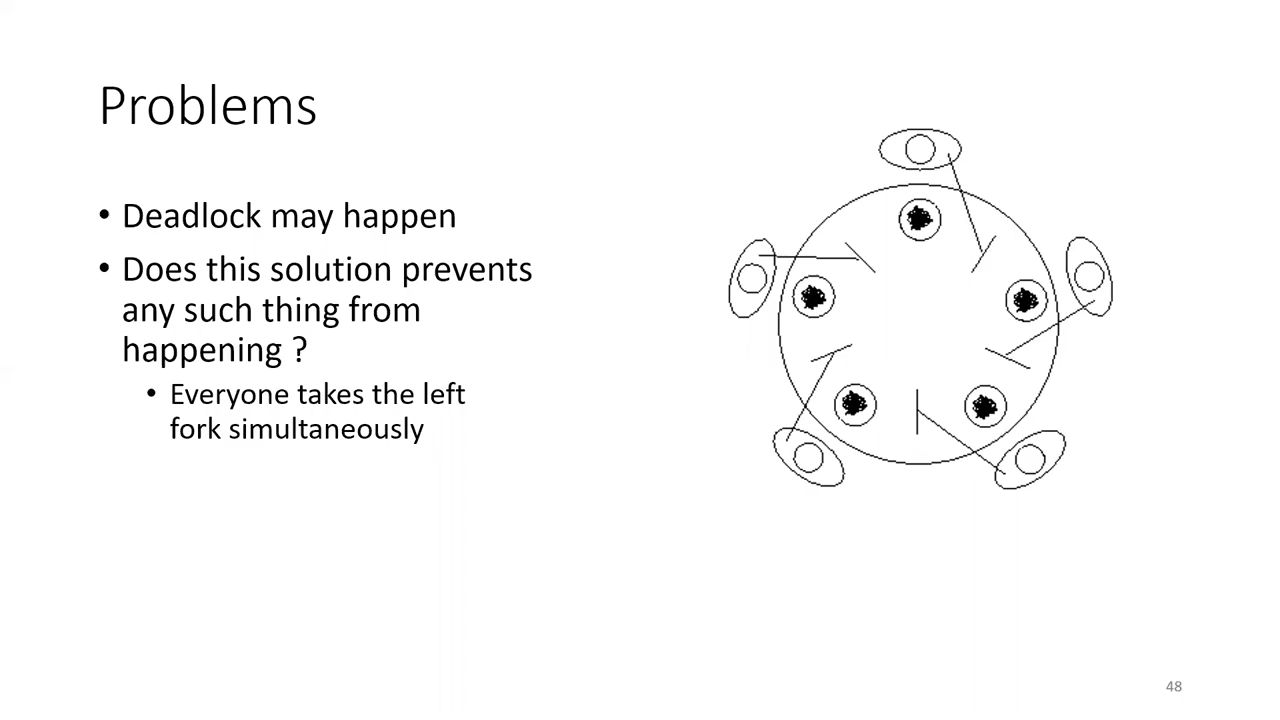 Problems
• Deadlock may happen
• Does this solution prevents
any such thing from
happening ?
• Everyone takes the left
fork simultaneously
48